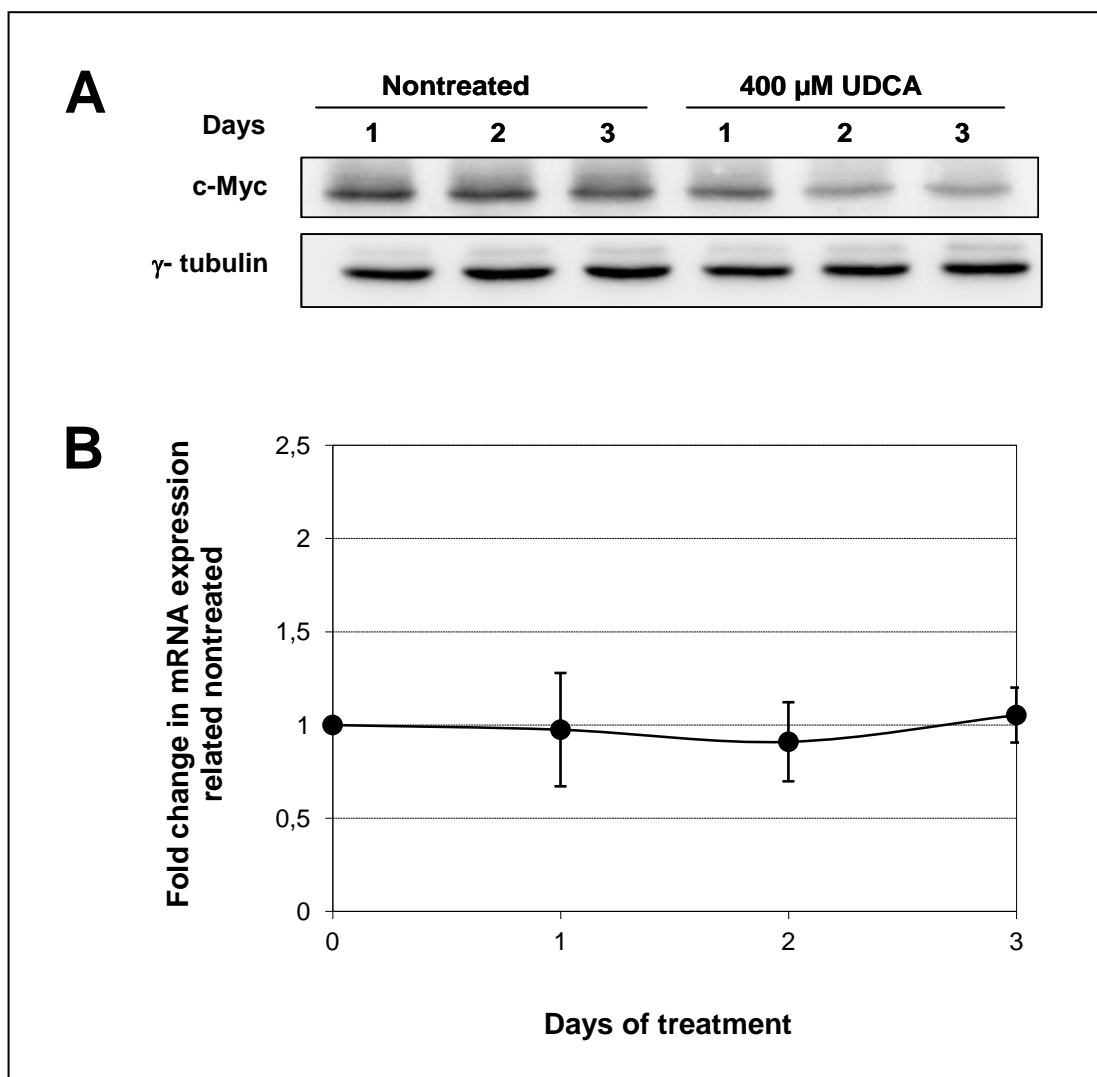 A
Nontreated 400 µM UDCA
Days 1 2 3 1 2 3
c-Myc
γ- tubulin
B
Fold change in mRNA expression
related nontreated
2,5
2
1,5
1
0,5
0
0 1 2 3
Days of treatment